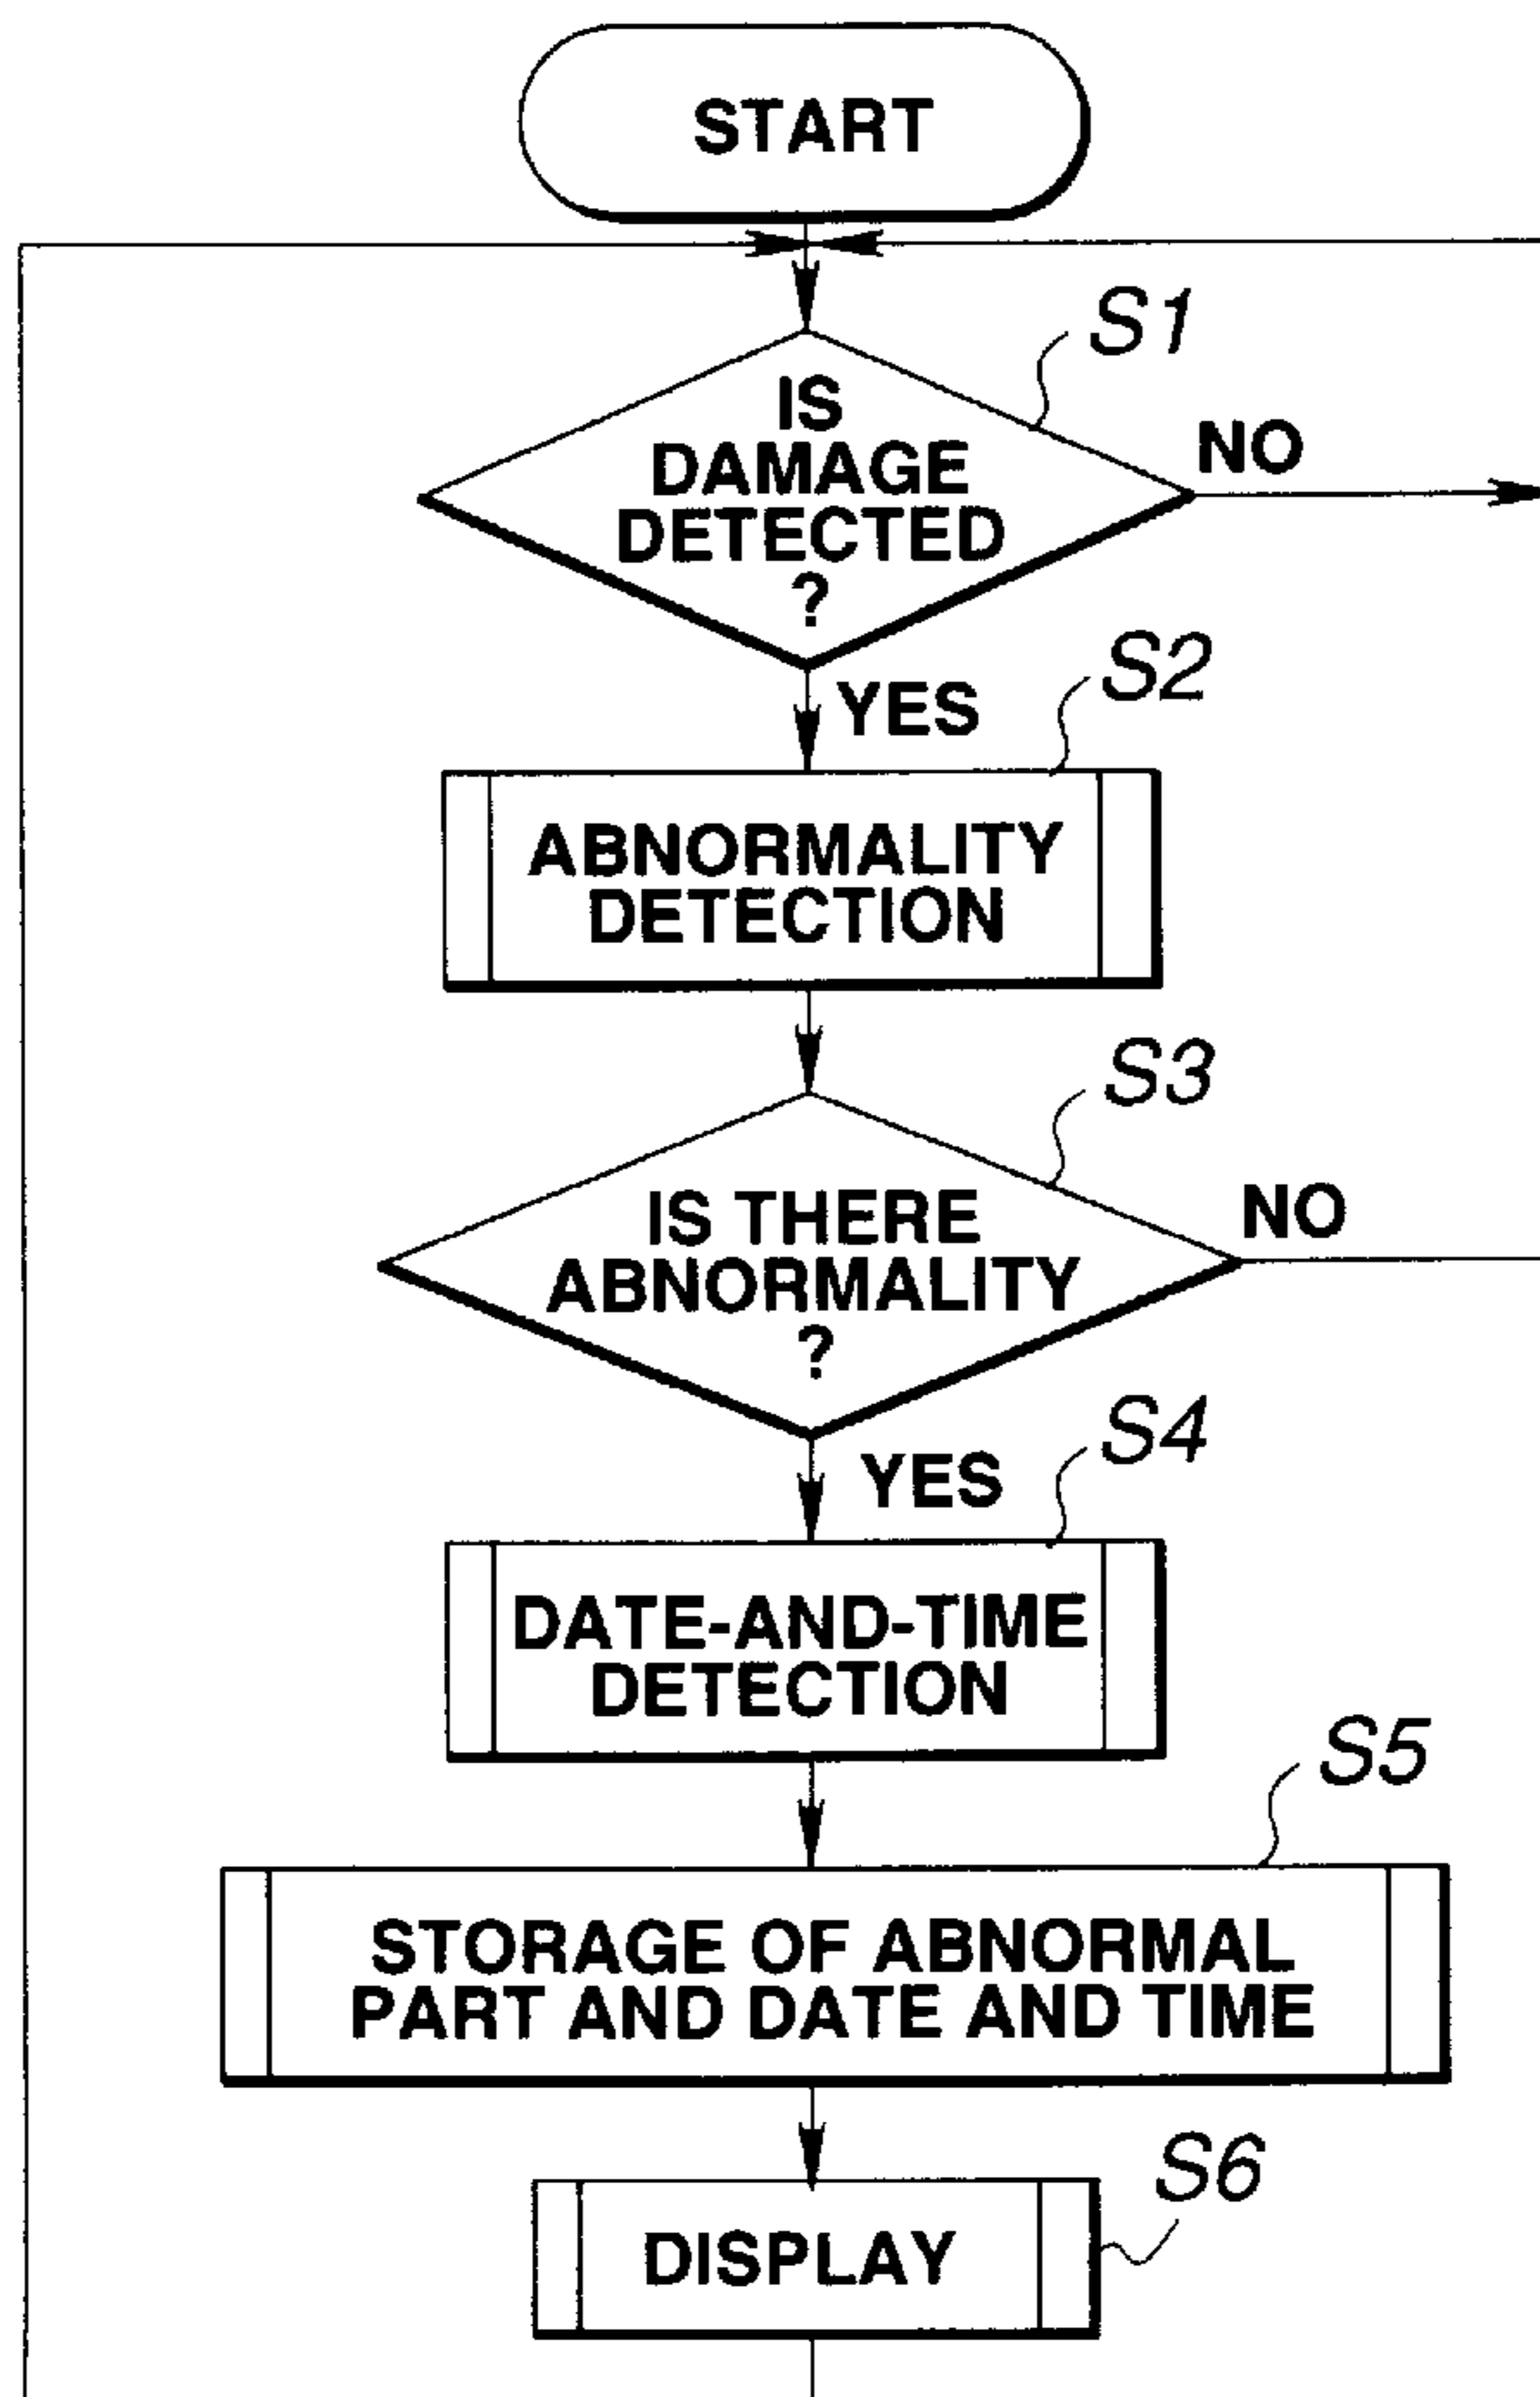 START
S1
IS
DAMAGE
DETECTED
?
NO
YES
S2
ABNORMALITY
DETECTION
S3
IS THERE
ABNORMALITY
?
NO
YES
S4
DATE-AND-TIME
DETECTION
S5
STORAGE OF ABNORMAL
PART AND DATE AND TIME
S6
DISPLAY